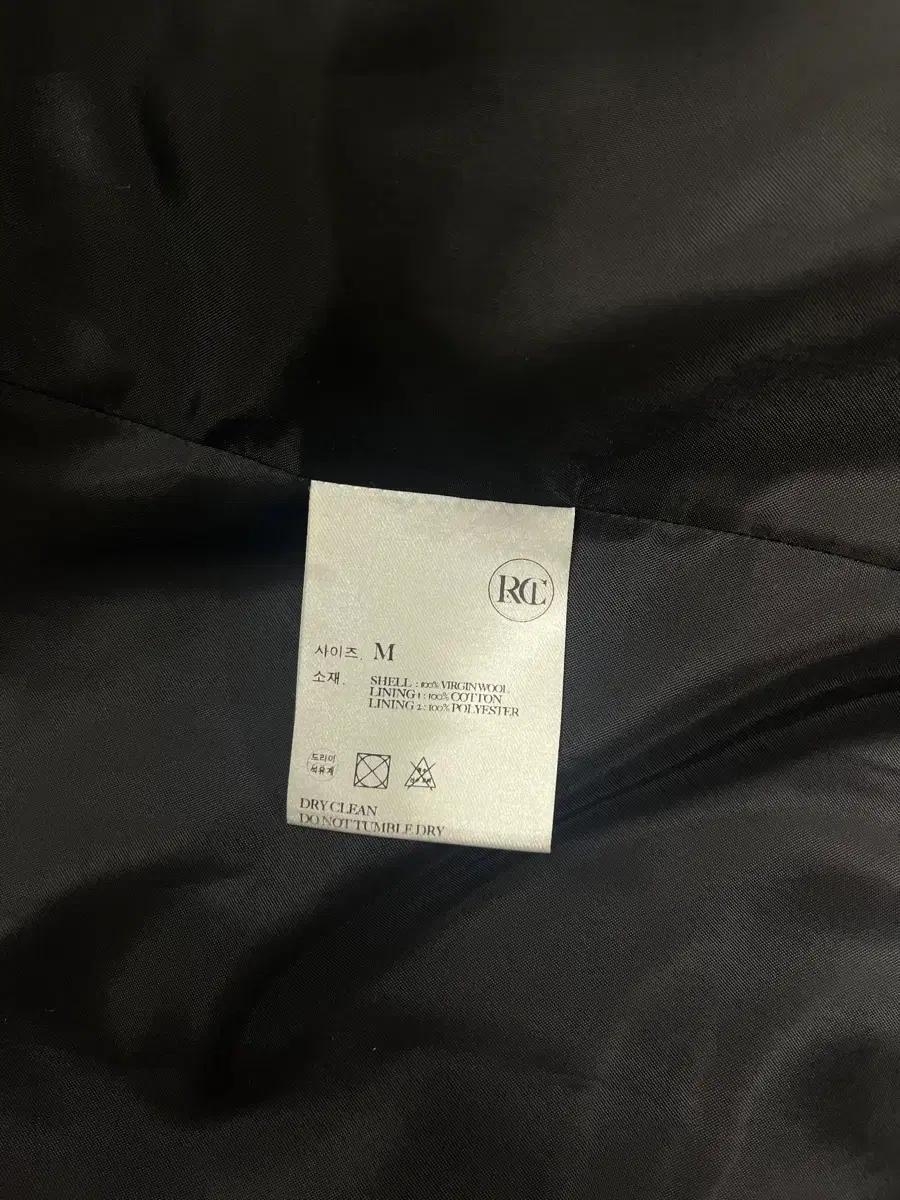 RCL
사이즈. M
소재.
SHELL : 100% VIRGIN WOOL
LINING 1 : 100% COTTON
LINING 2 : 100% POLYESTER
드라이
석유계
DRY CLEAN
DO NOT TUMBLE DRY